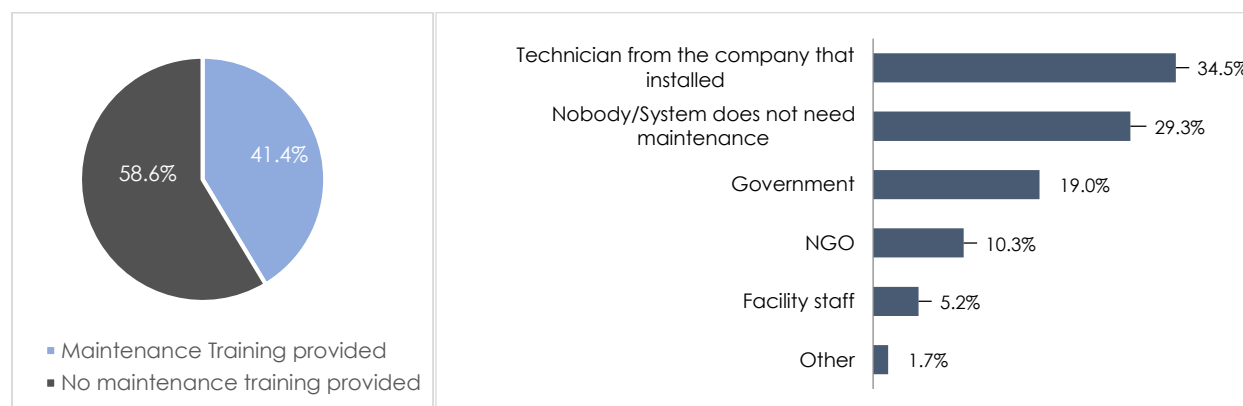 41.4%
58.6%
Maintenance Training provided
No maintenance training provided
Technician from the company that
installed
34.5%
Nobody/System does not need
maintenance
29.3%
Government
19.0%
NGO
10.3%
Facility staff
5.2%
Other
1.7%